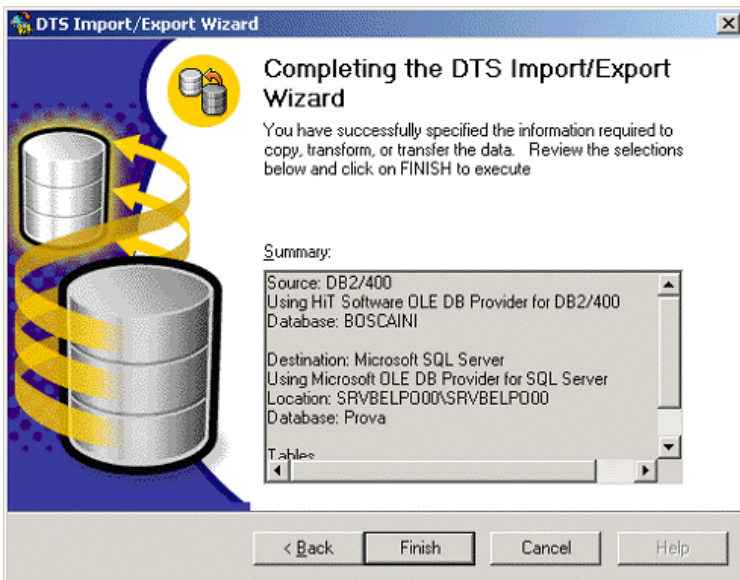 DTS Import/Export Wizard
Completing the DTS Import/Export
Wizard
You have successfully specified the information required to
copy, transform, or transfer the data. Review the selections
below and click on FINISH to execute
Summary:
Source: DB2/400
Using HiT Software OLE DB Provider for DB2/400
Database: BOSCAINI
Destination: Microsoft SQL Server
Using Microsoft OLE DB Provider for SQL Server
Location: SRVBELPO00\SRVBELPO00
Database: Prova
Tables
< Back
Finish
Cancel
Help